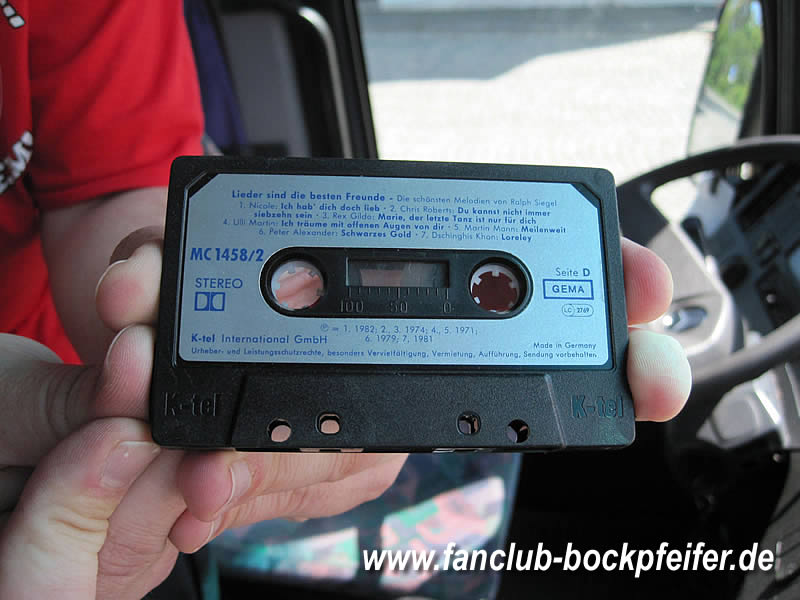 Lieder sind die besten Freunde - Die schönsten Melodien von Ralph Siegel
1. Nicole: Ich hab' dich doch lieb · 2. Chris Roberts: Du kannst nicht immer
siebzehn sein · 3. Rex Gildo: Marie, der letzte Tanz ist nur für dich
4. Ulli Martin: Ich träume mit offenen Augen von dir · 5. Martin Mann: Meilenweit
6. Peter Alexander: Schwarzes Gold · 7. Dschinghis Khan: Loreley
MC 1458/2
STEREO
Seite D
GEMA
LC 2769
100 50 0
℗ = 1. 1982; 2., 3. 1974; 4., 5. 1971;
6. 1979; 7. 1981
K-tel International GmbH
Made in Germany
Urheber- und Leistungsschutzrechte, besonders Vervielfältigung, Vermietung, Aufführung, Sendung vorbehalten.
K-tel K-tel
www.fanclub-bockpfeifer.de